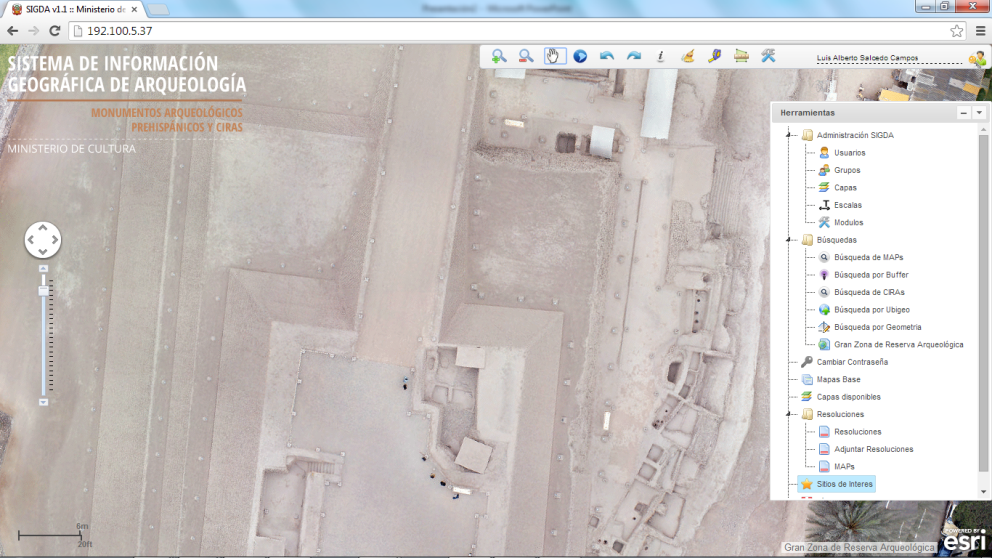 SIGDA v1.1 :: Ministerio de
192.100.5.37
SISTEMA DE INFORMACIÓN
GEOGRÁFICA DE ARQUEOLOGÍA
MONUMENTOS ARQUEOLÓGICOS
PREHISPÁNICOS Y CIRAS
MINISTERIO DE CULTURA
Luis Alberto Salcedo Campos
Herramientas
Administración SIGDA
Usuarios
Grupos
Capas
Escalas
Modulos
Búsquedas
Búsqueda de MAPs
Búsqueda por Buffer
Búsqueda de CIRAs
Búsqueda por Ubigeo
Búsqueda por Geometria
Gran Zona de Reserva Arqueológica
Cambiar Contraseña
Mapas Base
Capas disponibles
Resoluciones
Resoluciones
Adjuntar Resoluciones
MAPs
Sitios de Interes
6m
20ft
POWERED BY
esri
Gran Zona de Reserva Arqueológica